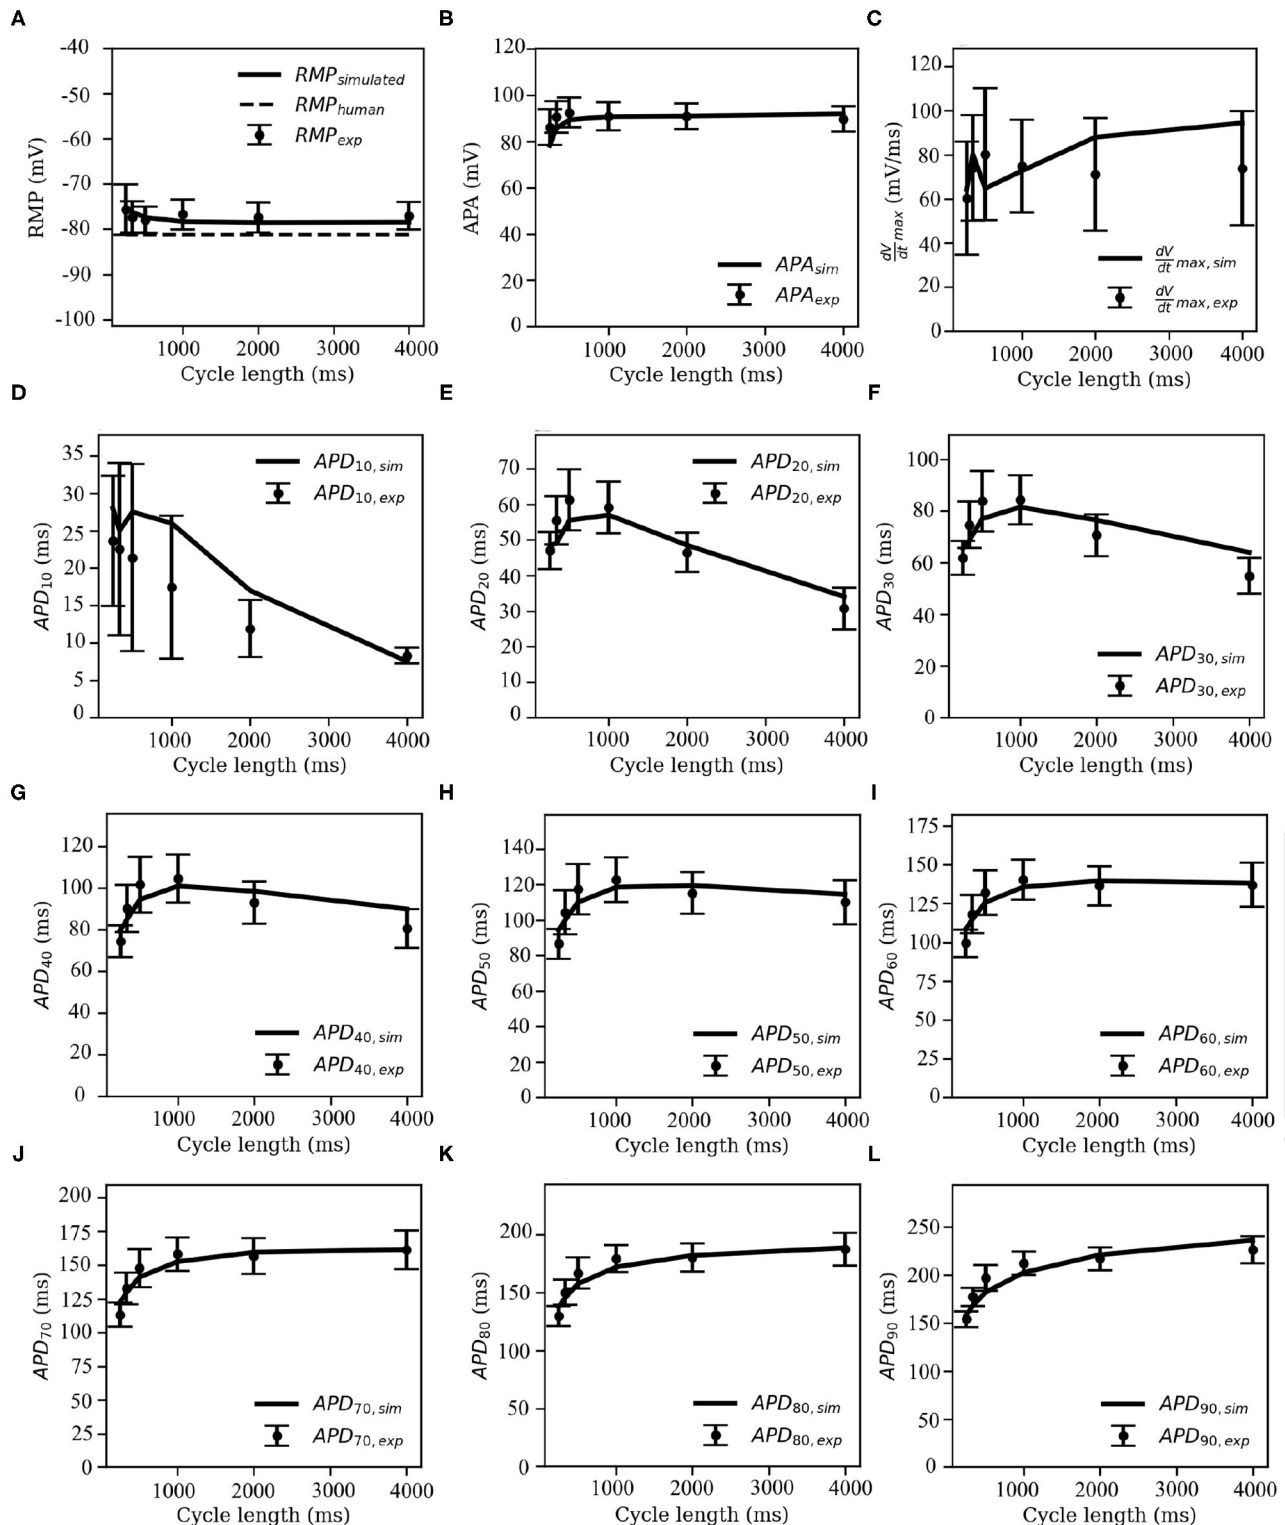 A
RMP (mV)
-40
-50
-60
-70
-80
-90
-100
RMP simulated
RMP human
RMP exp
1000 2000 3000 4000
Cycle length (ms)
B
APA (mV)
120
100
80
60
40
20
0
APA sim
APA exp
1000 2000 3000 4000
Cycle length (ms)
C
dV/dt max (mV/ms)
120
100
80
60
40
20
0
dV/dt max, sim
dV/dt max, exp
1000 2000 3000 4000
Cycle length (ms)
D
APD10 (ms)
35
30
25
20
15
10
5
0
APD10, sim
APD10, exp
1000 2000 3000 4000
Cycle length (ms)
E
APD20 (ms)
70
60
50
40
30
20
10
0
APD20, sim
APD20, exp
1000 2000 3000 4000
Cycle length (ms)
F
APD30 (ms)
100
80
60
40
20
0
APD30, sim
APD30, exp
1000 2000 3000 4000
Cycle length (ms)
G
APD40 (ms)
120
100
80
60
40
20
0
APD40, sim
APD40, exp
1000 2000 3000 4000
Cycle length (ms)
H
APD50 (ms)
140
120
100
80
60
40
20
0
APD50, sim
APD50, exp
1000 2000 3000 4000
Cycle length (ms)
I
APD60 (ms)
175
150
125
100
75
50
25
0
APD60, sim
APD60, exp
1000 2000 3000 4000
Cycle length (ms)
J
APD70 (ms)
200
175
150
125
100
75
50
25
0
APD70, sim
APD70, exp
1000 2000 3000 4000
Cycle length (ms)
K
APD80 (ms)
200
150
100
50
0
APD80, sim
APD80, exp
1000 2000 3000 4000
Cycle length (ms)
L
APD90 (ms)
250
200
150
100
50
0
APD90, sim
APD90, exp
1000 2000 3000 4000
Cycle length (ms)